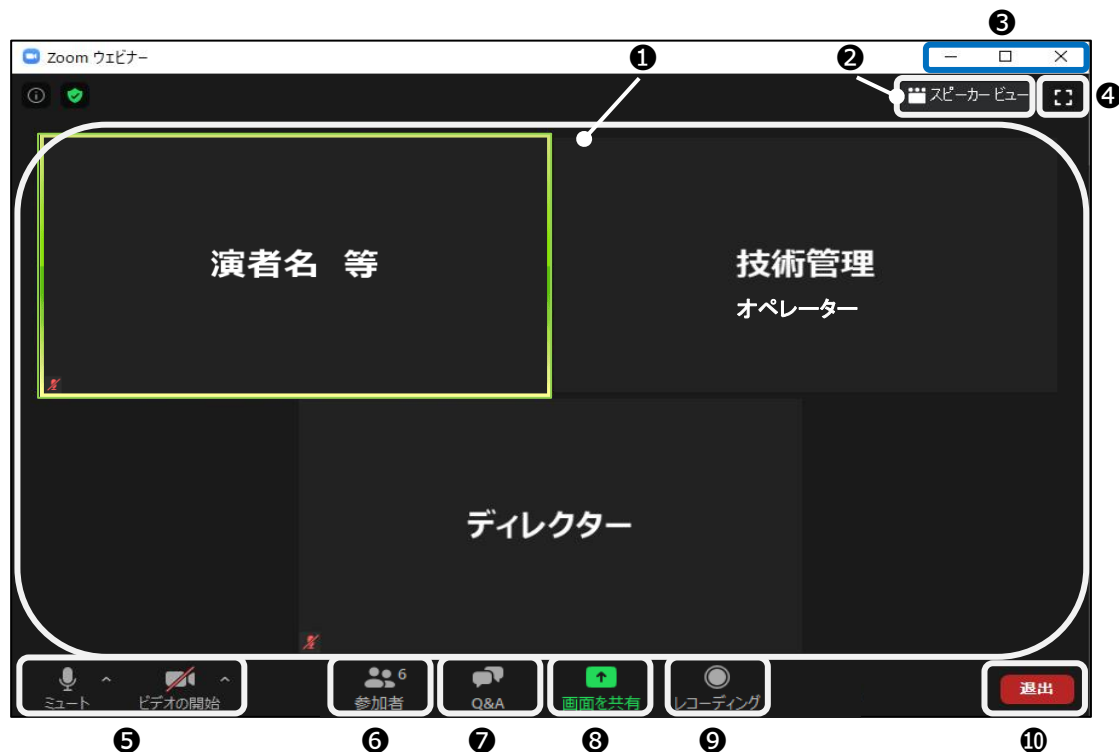 ❸
Zoom ウェビナー
❶
❷
スピーカー ビュー
❹
演者名 等
技術管理
オペレーター
ディレクター
6
ミュート
ビデオの開始
参加者
Q&A
画面を共有
レコーディング
退出
❺
❻
❼
❽
❾
❿